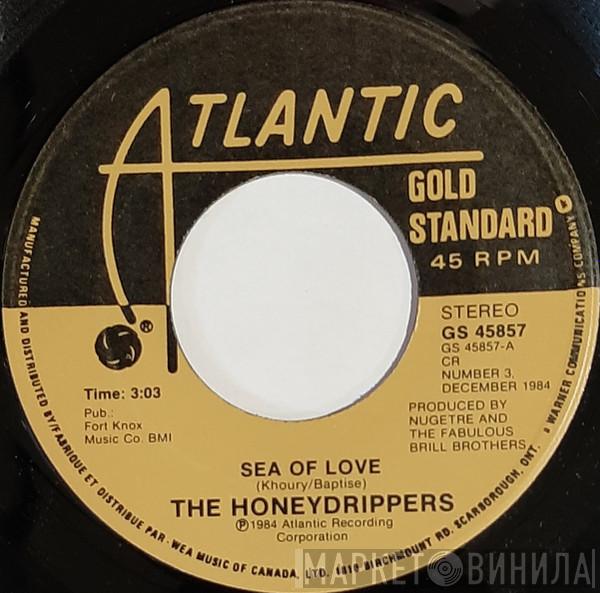 ATLANTIC
GOLD
STANDARD
45 RPM
®
STEREO
GS 45857
GS 45857-A
CR
NUMBER 3,
DECEMBER 1984
PRODUCED BY
NUGETRE AND
THE FABULOUS
BRILL BROTHERS
Time: 3:03
Pub.:
Fort Knox
Music Co. BMI
SEA OF LOVE
(Khoury/Baptise)
THE HONEYDRIPPERS
℗1984 Atlantic Recording
Corporation
MANUFACTURED AND DISTRIBUTED BY/FABRIQUE ET DISTRIBUE PAR-WEA MUSIC OF CANADA, LTD. 1810 BIRCHMOUNT RD. SCARBOROUGH, ONT. a WARNER COMMUNICATIONS COMPANY
МАРКЕТ ВИНИЛА